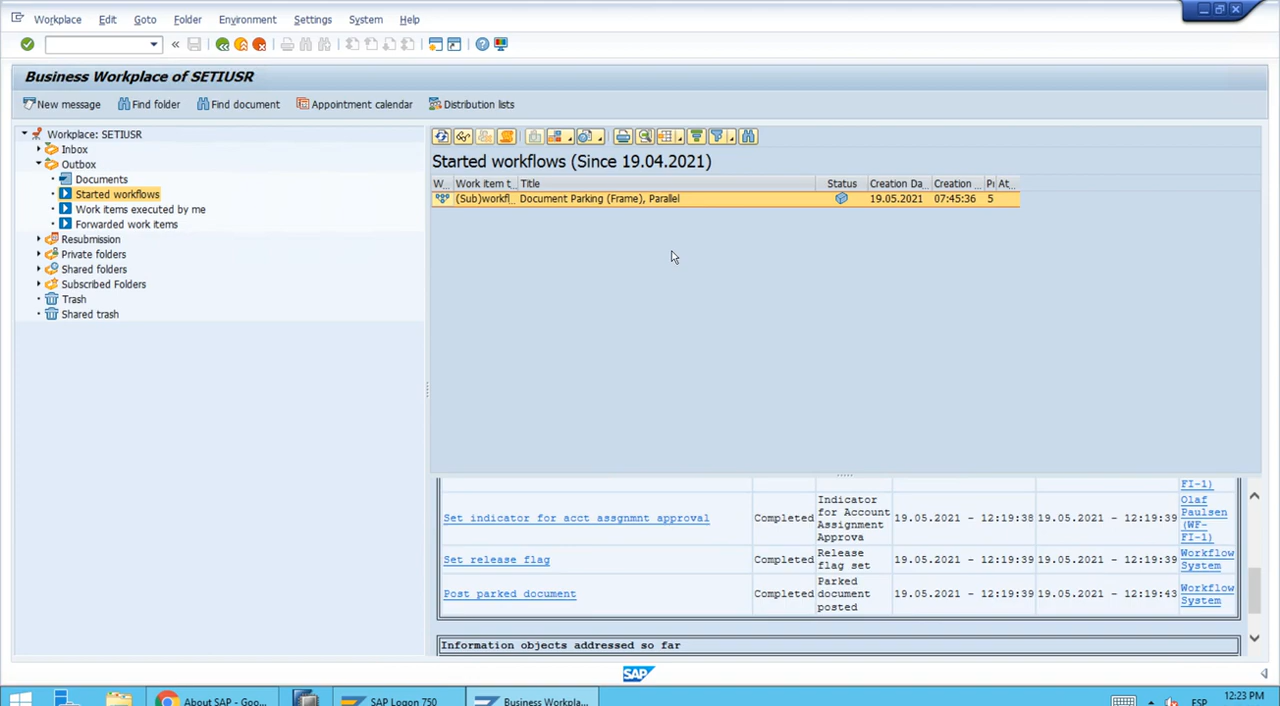 Workplace Edit Goto Folder Environment Settings System Help
Business Workplace of SETIUSR
New message Find folder Find document Appointment calendar Distribution lists
Workplace: SETIUSR
Inbox
Outbox
Documents
Started workflows
Work items executed by me
Forwarded work items
Resubmission
Private folders
Shared folders
Subscribed Folders
Trash
Shared trash
Started workflows (Since 19.04.2021)
W... Work item t... Title Status Creation Da... Creation ... Pi At...
(Sub)workfl... Document Parking (Frame), Parallel 19.05.2021 07:45:36 5
FI-1)
Set indicator for acct assgnmnt approval Completed Indicator for Account Assignment Approva 19.05.2021 - 12:19:38 19.05.2021 - 12:19:39 Olaf Paulsen (WF-FI-1)
Set release flag Completed Release flag set 19.05.2021 - 12:19:39 19.05.2021 - 12:19:39 Workflow System
Post parked document Completed Parked document posted 19.05.2021 - 12:19:39 19.05.2021 - 12:19:43 Workflow System
Information objects addressed so far
SAP
About SAP - Goo... SAP Logon 750 Business Workpla... ESP 12:23 PM